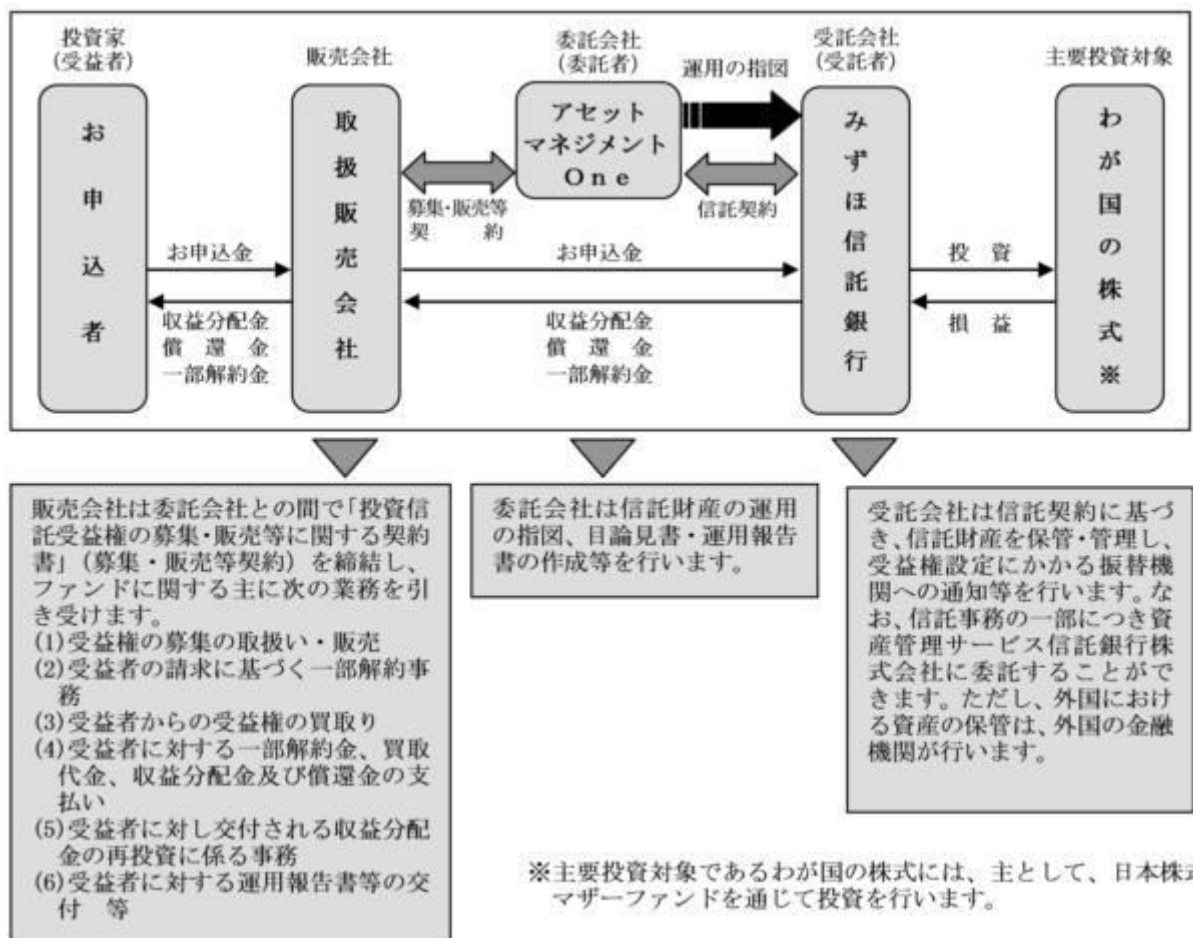 投資家
(受益者)
お申込者
販売会社
取扱販売会社
委託会社
(委託者)
アセット
マネジメント
One
運用の指図
受託会社
(受託者)
みずほ信託銀行
主要投資対象
わが国の株式※
募集・販売等
契約
信託契約
お申込金
収益分配金
償還金
一部解約金
お申込金
収益分配金
償還金
一部解約金
投資
損益
販売会社は委託会社との間で「投資信
託受益権の募集・販売等に関する契約
書」(募集・販売等契約)を締結し、
ファンドに関する主に次の業務を引
き受けます。
(1)受益権の募集の取扱い・販売
(2)受益者の請求に基づく一部解約事
務
(3)受益者からの受益権の買取り
(4)受益者に対する一部解約金、買取
代金、収益分配金及び償還金の支
払い
(5)受益者に対し交付される収益分配
金の再投資に係る事務
(6)受益者に対する運用報告書等の交
付 等
委託会社は信託財産の運用
の指図、目論見書・運用報告
書の作成等を行います。
受託会社は信託契約に基づ
き、信託財産を保管・管理し、
受益権設定にかかる振替機
関への通知等を行います。な
お、信託事務の一部につき資
産管理サービス信託銀行株
式会社に委託することがで
きます。ただし、外国におけ
る資産の保管は、外国の金融
機関が行います。
※主要投資対象であるわが国の株式には、主として、日本株式
マザーファンドを通じて投資を行います。